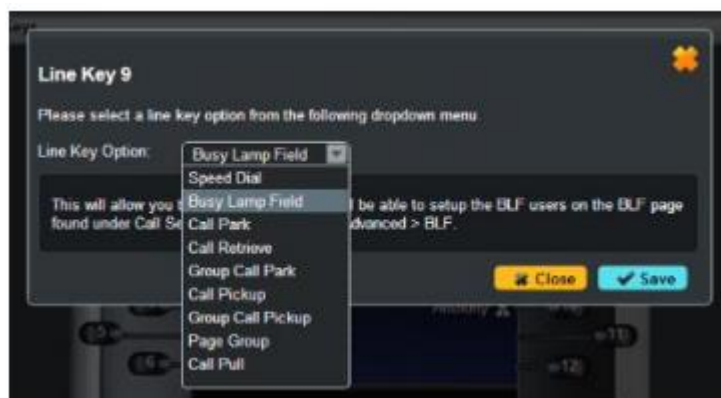 Line Key 9
Please select a line key option from the following dropdown menu
Line Key Option: Busy Lamp Field
Speed Dial
Busy Lamp Field
Call Park
Call Retrieve
Group Call Park
Call Pickup
Group Call Pickup
Page Group
Call Pull
This will allow you be able to setup the BLF users on the BLF page
found under Call > BLF.
Close Save